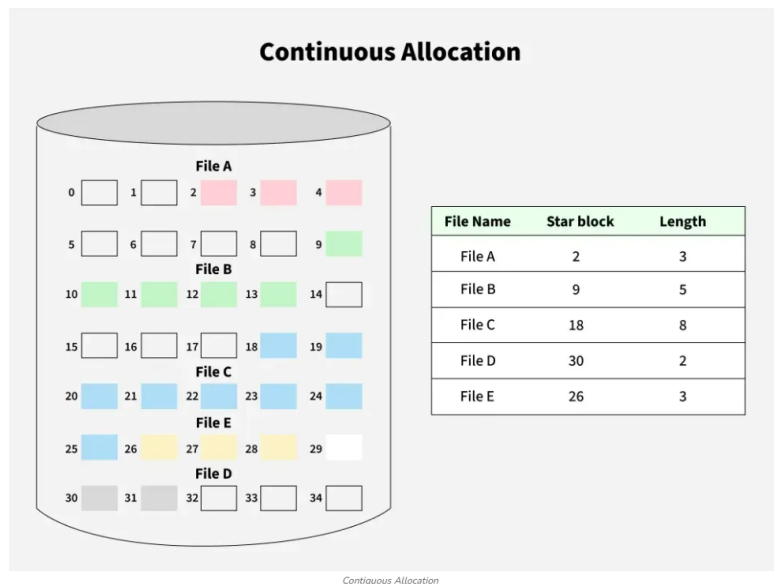 Continuous Allocation
File A
0 1 2 3 4
5 6 7 8 9
File B
10 11 12 13 14
15 16 17 18 19
File C
20 21 22 23 24
File E
25 26 27 28 29
File D
30 31 32 33 34
File Name Star block Length
File A 2 3
File B 9 5
File C 18 8
File D 30 2
File E 26 3
Contiguous Allocation